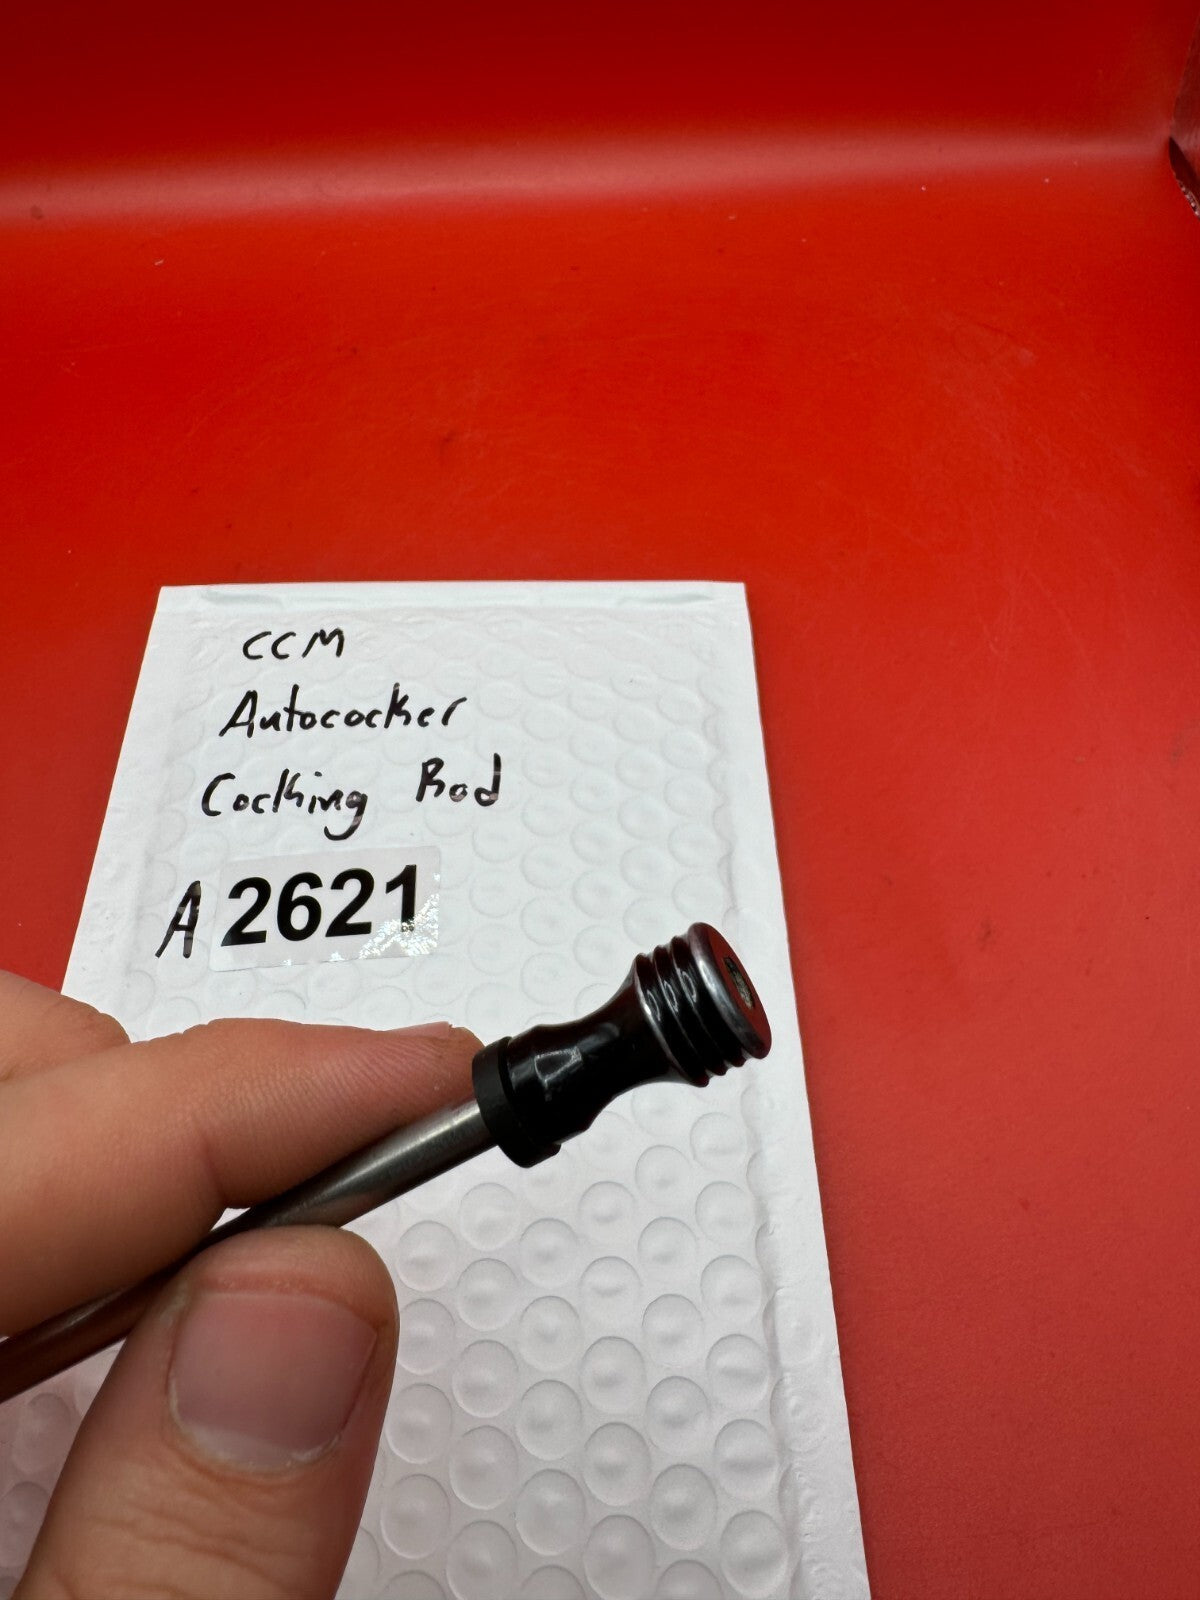 CCM
Autococker
Cocking Rod
A 2621